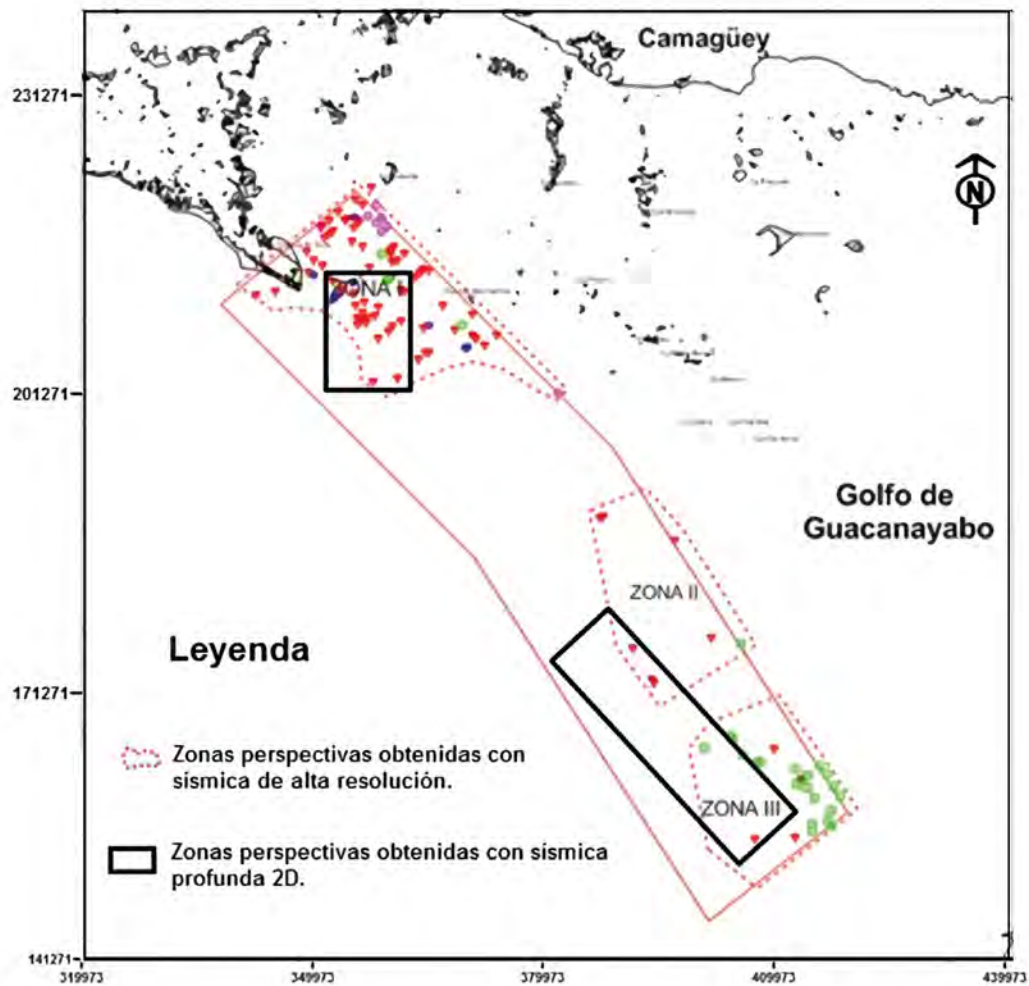 Camagüey
231271
N
ZONA I
201271
Golfo de
Guacanayabo
ZONA II
Leyenda
171271
Zonas perspectivas obtenidas con
sísmica de alta resolución.
ZONA III
Zonas perspectivas obtenidas con sísmica
profunda 2D.
141271
319973
349973
379973
409973
439973